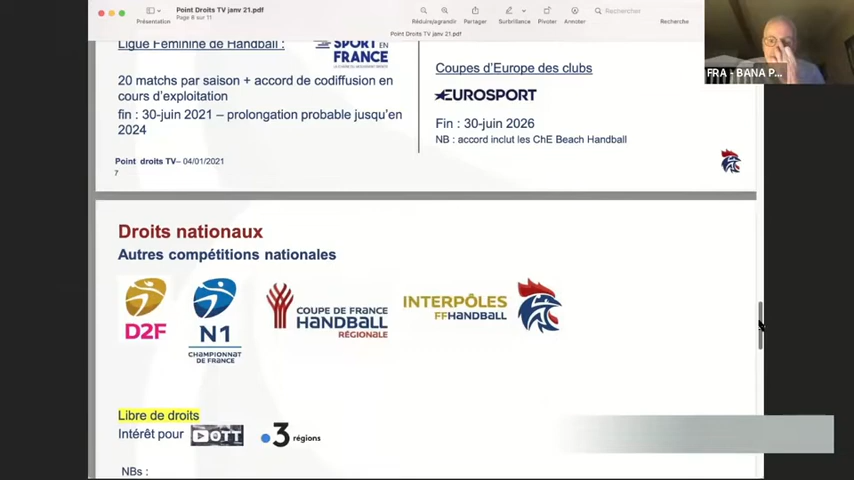 Point Droits TV janv 21.pdf
Page 8 sur 11
Présentation
Réduire/agrandir
Partager
Surbrillance
Pivoter
Annoter
Rechercher
Recherche
Point Droits TV janv 21.pdf
FRA - BANA P...
Ligue Féminine de Handball :
SPORT EN
FRANCE
20 matchs par saison + accord de codiffusion en
cours d'exploitation
fin : 30-juin 2021 – prolongation probable jusqu'en
2024
Coupes d'Europe des clubs
EUROSPORT
Fin : 30-juin 2026
NB : accord inclut les ChE Beach Handball
Point droits TV– 04/01/2021
7
Droits nationaux
Autres compétitions nationales
D2F
N1
CHAMPIONNAT
DE FRANCE
COUPE DE FRANCE
HANDBALL
RÉGIONALE
INTERPÔLES
FFHANDBALL
Libre de droits
Intérêt pour
OTT
3 régions
NBs :